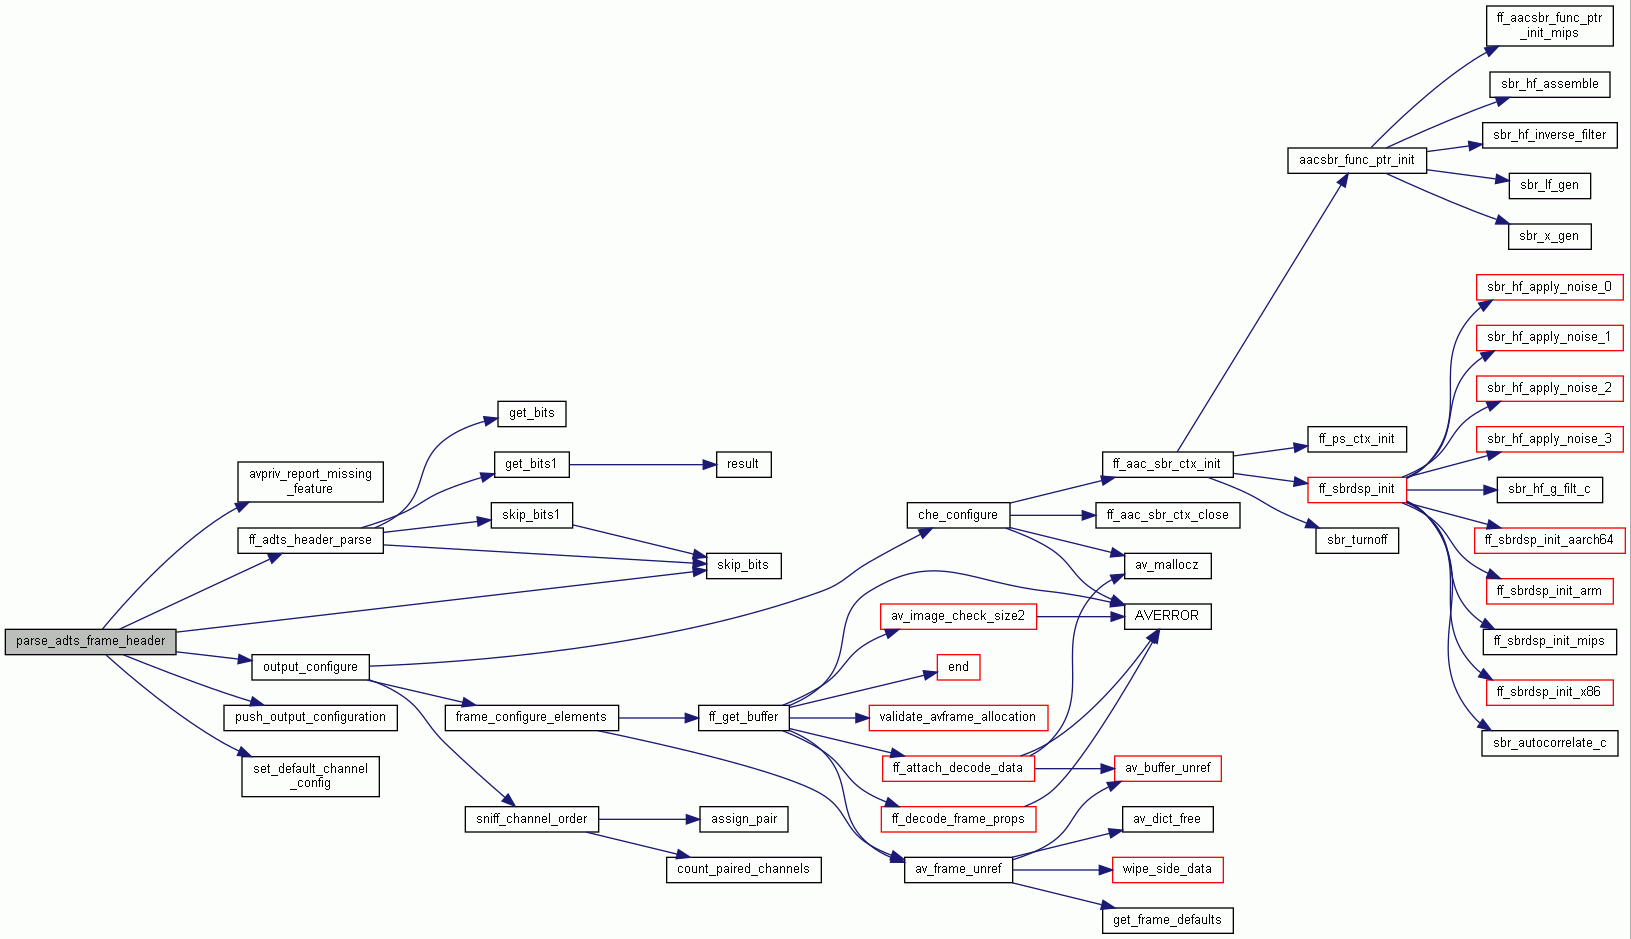 ff_aacsbr_func_ptr
_init_mips
sbr_hf_assemble
sbr_hf_inverse_filter
aacsbr_func_ptr_init
sbr_lf_gen
sbr_x_gen
sbr_hf_apply_noise_0
sbr_hf_apply_noise_1
sbr_hf_apply_noise_2
get_bits
ff_ps_ctx_init
sbr_hf_apply_noise_3
avpriv_report_missing
_feature
get_bits1
result
ff_aac_sbr_ctx_init
ff_sbrdsp_init
sbr_hf_g_filt_c
skip_bits1
che_configure
ff_aac_sbr_ctx_close
ff_adts_header_parse
sbr_turnoff
ff_sbrdsp_init_aarch64
skip_bits
av_mallocz
ff_sbrdsp_init_arm
av_image_check_size2
AVERROR
parse_adts_frame_header
ff_sbrdsp_init_mips
output_configure
end
ff_sbrdsp_init_x86
push_output_configuration
frame_configure_elements
ff_get_buffer
validate_avframe_allocation
sbr_autocorrelate_c
set_default_channel
_config
ff_attach_decode_data
av_buffer_unref
sniff_channel_order
assign_pair
ff_decode_frame_props
av_dict_free
count_paired_channels
av_frame_unref
wipe_side_data
get_frame_defaults